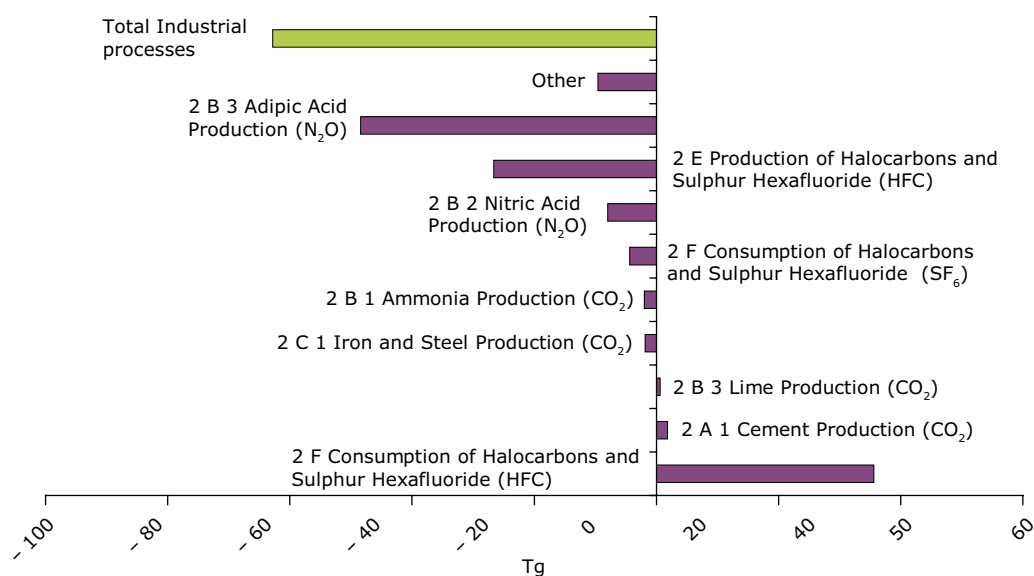 Total Industrial
processes
Other
2 B 3 Adipic Acid
Production (N₂O)
2 E Production of Halocarbons and
Sulphur Hexafluoride (HFC)
2 B 2 Nitric Acid
Production (N₂O)
2 F Consumption of Halocarbons
and Sulphur Hexafluoride (SF₆)
2 B 1 Ammonia Production (CO₂)
2 C 1 Iron and Steel Production (CO₂)
2 B 3 Lime Production (CO₂)
2 A 1 Cement Production (CO₂)
2 F Consumption of Halocarbons and
Sulphur Hexafluoride (HFC)
– 100 – 80 – 60 – 40 – 20 0 20 40 50 60
Tg